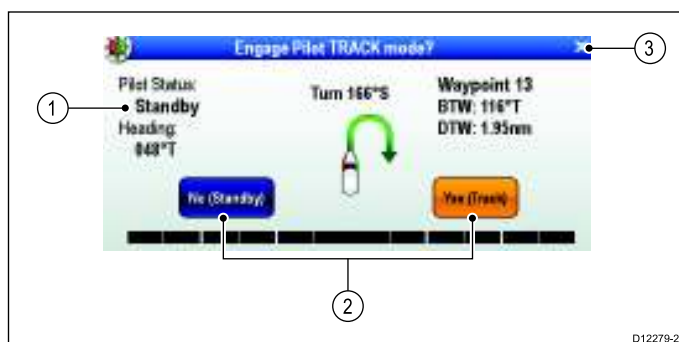 Engage Pilot TRACK mode?
3
Pilot Status:
Standby
Heading:
048°T
Turn 166°S
Waypoint 13
BTW: 116°T
DTW: 1.95nm
1
No (Standby)
Yes (Track)
2
D12279-2